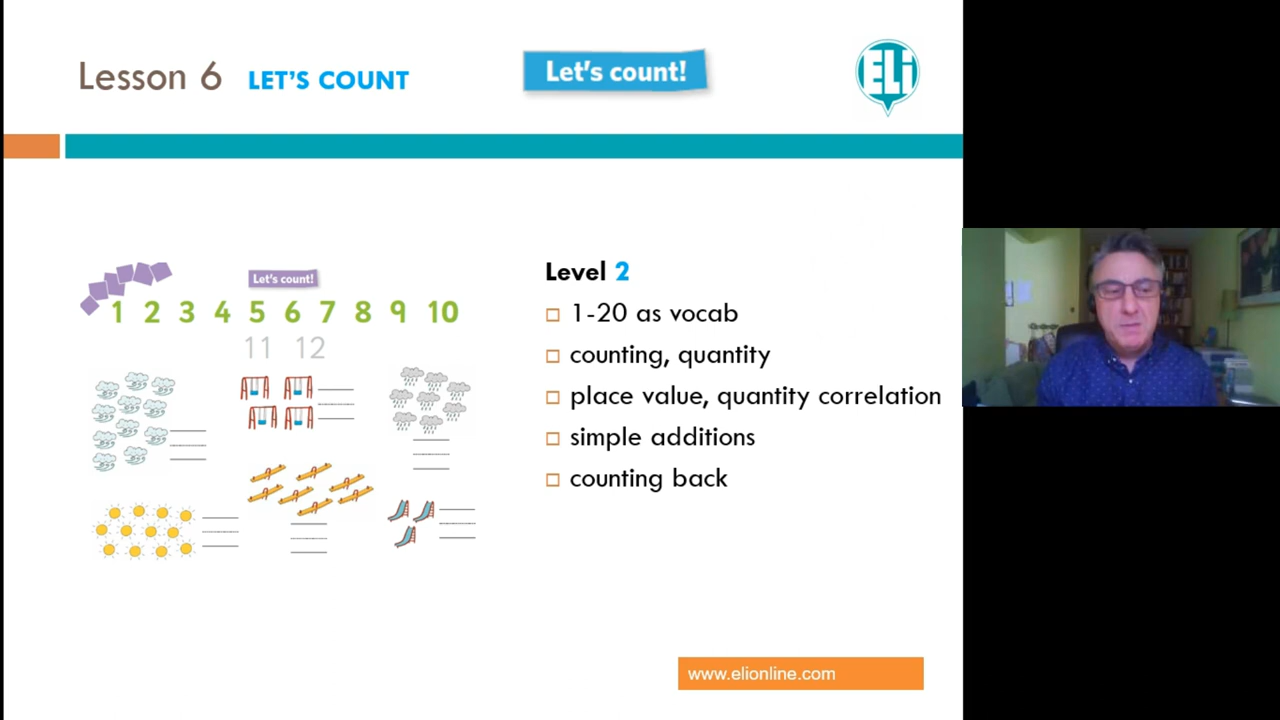 Lesson 6 LET'S COUNT
Let's count!
ELi
Let's count!
1 2 3 4 5 6 7 8 9 10
11 12
Level 2
1-20 as vocab
counting, quantity
place value, quantity correlation
simple additions
counting back
www.elionline.com